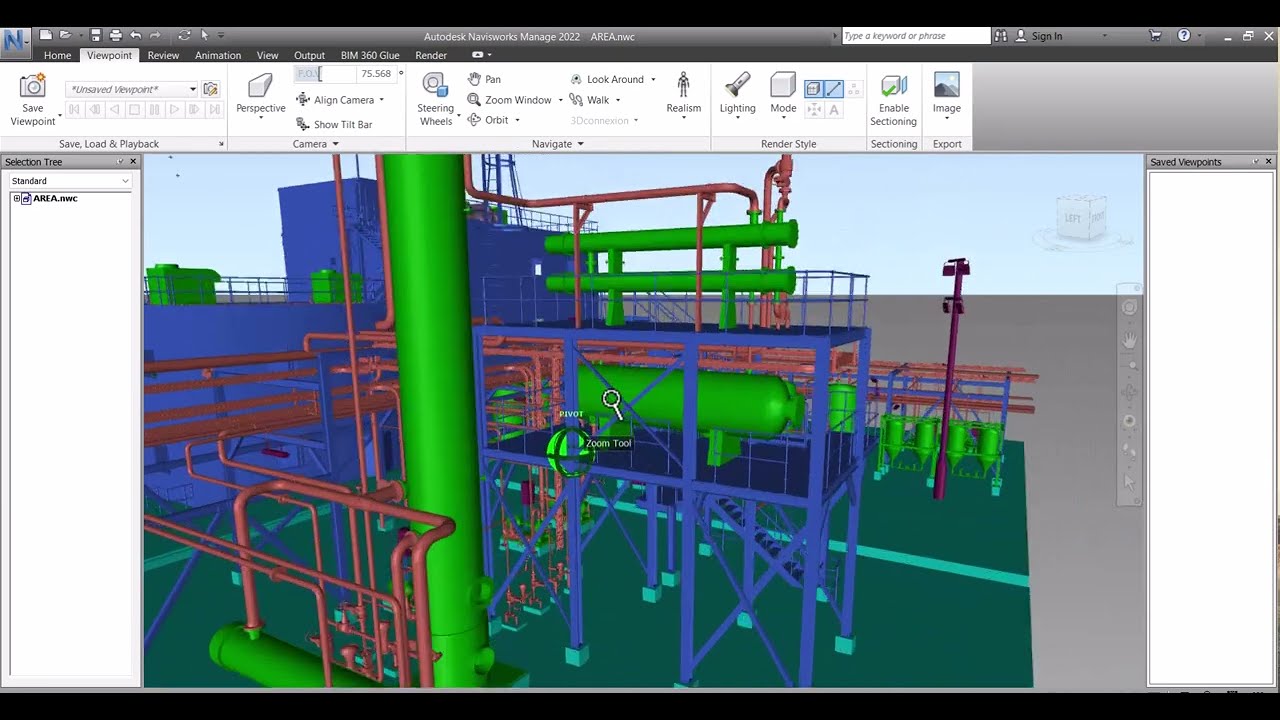 Autodesk Navisworks Manage 2022 AREA.nwc
Type a keyword or phrase
Sign In
Home Viewpoint Review Animation View Output BIM 360 Glue Render
Save
Viewpoint
*Unsaved Viewpoint*
Save, Load & Playback
Perspective
F.O.V.
75.568 °
Align Camera
Show Tilt Bar
Camera
Steering
Wheels
Pan
Zoom Window
Orbit
Look Around
Walk
3Dconnexion
Realism
Navigate
Lighting
Mode
A
Render Style
Enable
Sectioning
Sectioning
Image
Export
Selection Tree
Standard
AREA.nwc
Saved Viewpoints
LEFT FRONT
PIVOT
Zoom Tool